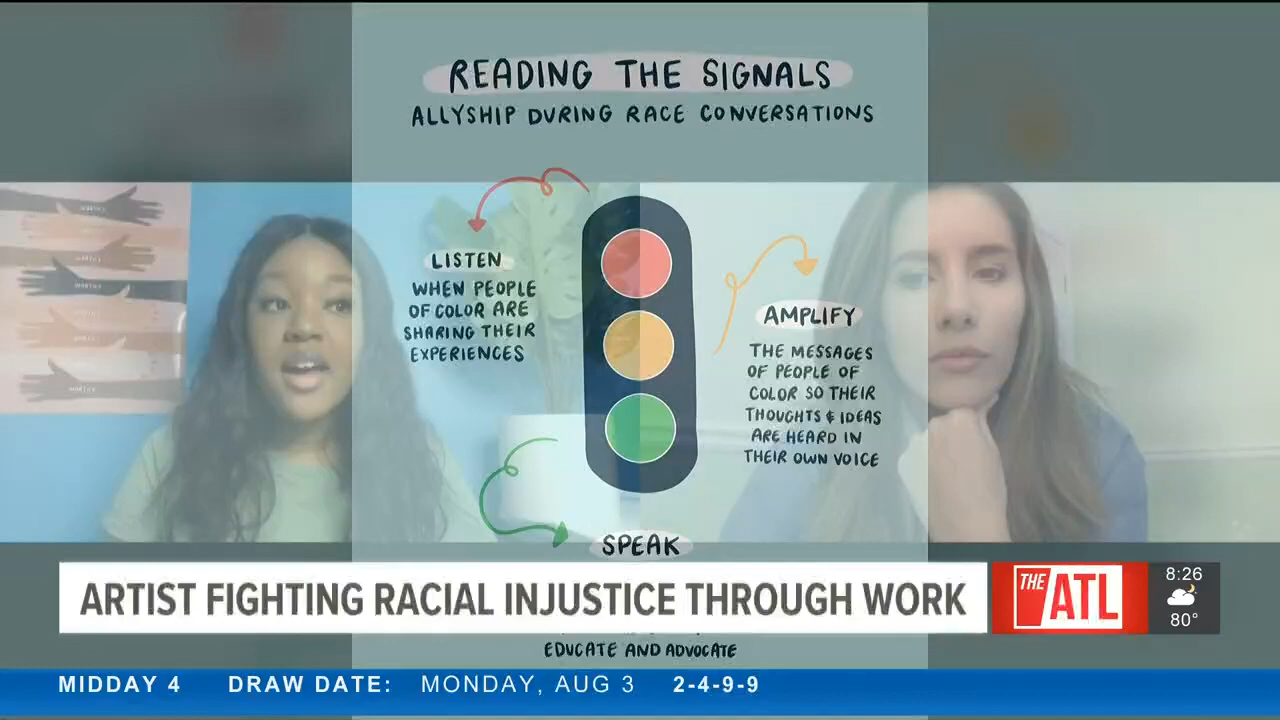 READING THE SIGNALS
ALLYSHIP DURING RACE CONVERSATIONS
LISTEN
WHEN PEOPLE
OF COLOR ARE
SHARING THEIR
EXPERIENCES
AMPLIFY
THE MESSAGES
OF PEOPLE OF
COLOR SO THEIR
THOUGHTS & IDEAS
ARE HEARD IN
THEIR OWN VOICE
SPEAK
EDUCATE AND ADVOCATE
ARTIST FIGHTING RACIAL INJUSTICE THROUGH WORK
THE ATL
8:26
80°
MIDDAY 4 DRAW DATE: MONDAY, AUG 3 2-4-9-9